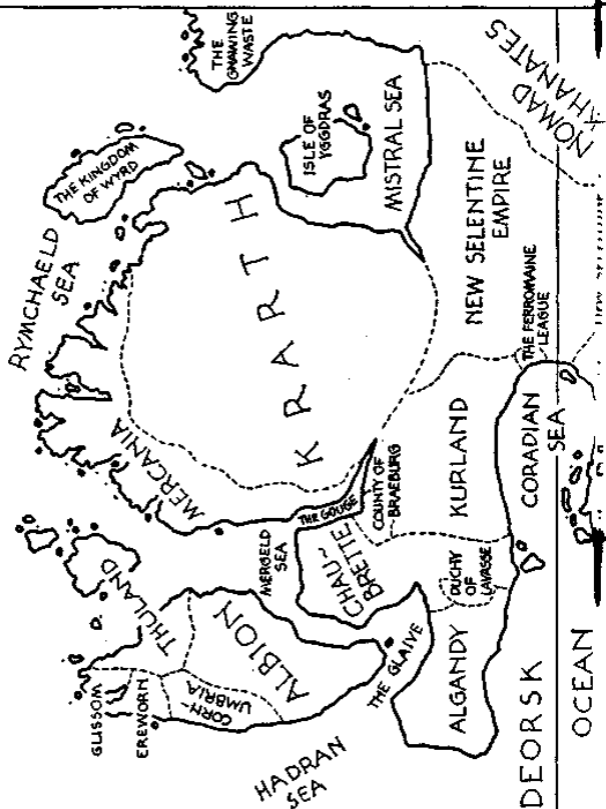 THE
GNAWING
WASTE
NOMAD
KHANATES
ISLE OF
YGGDRAS
MISTRAL SEA
THE KINGDOM
OF WYRD
RYMCHAELD
SEA
KRARTH
NEW SELENTINE
EMPIRE
THE FERROMAINE
LEAGUE
MERCANIA
KURLAND
CORADIAN
SEA
THE GOUGE
COUNTY OF
BRAEBURG
MERGELD
SEA
CHAU~
BRETTE
DUCHY
OF
LAYASSE
THULAND
ALBION
THE GLAIVE
ALGANDY
GLISSOM
EREWORN
CORN~
UMBRIA
HADRAN
SEA
DEORSK
OCEAN